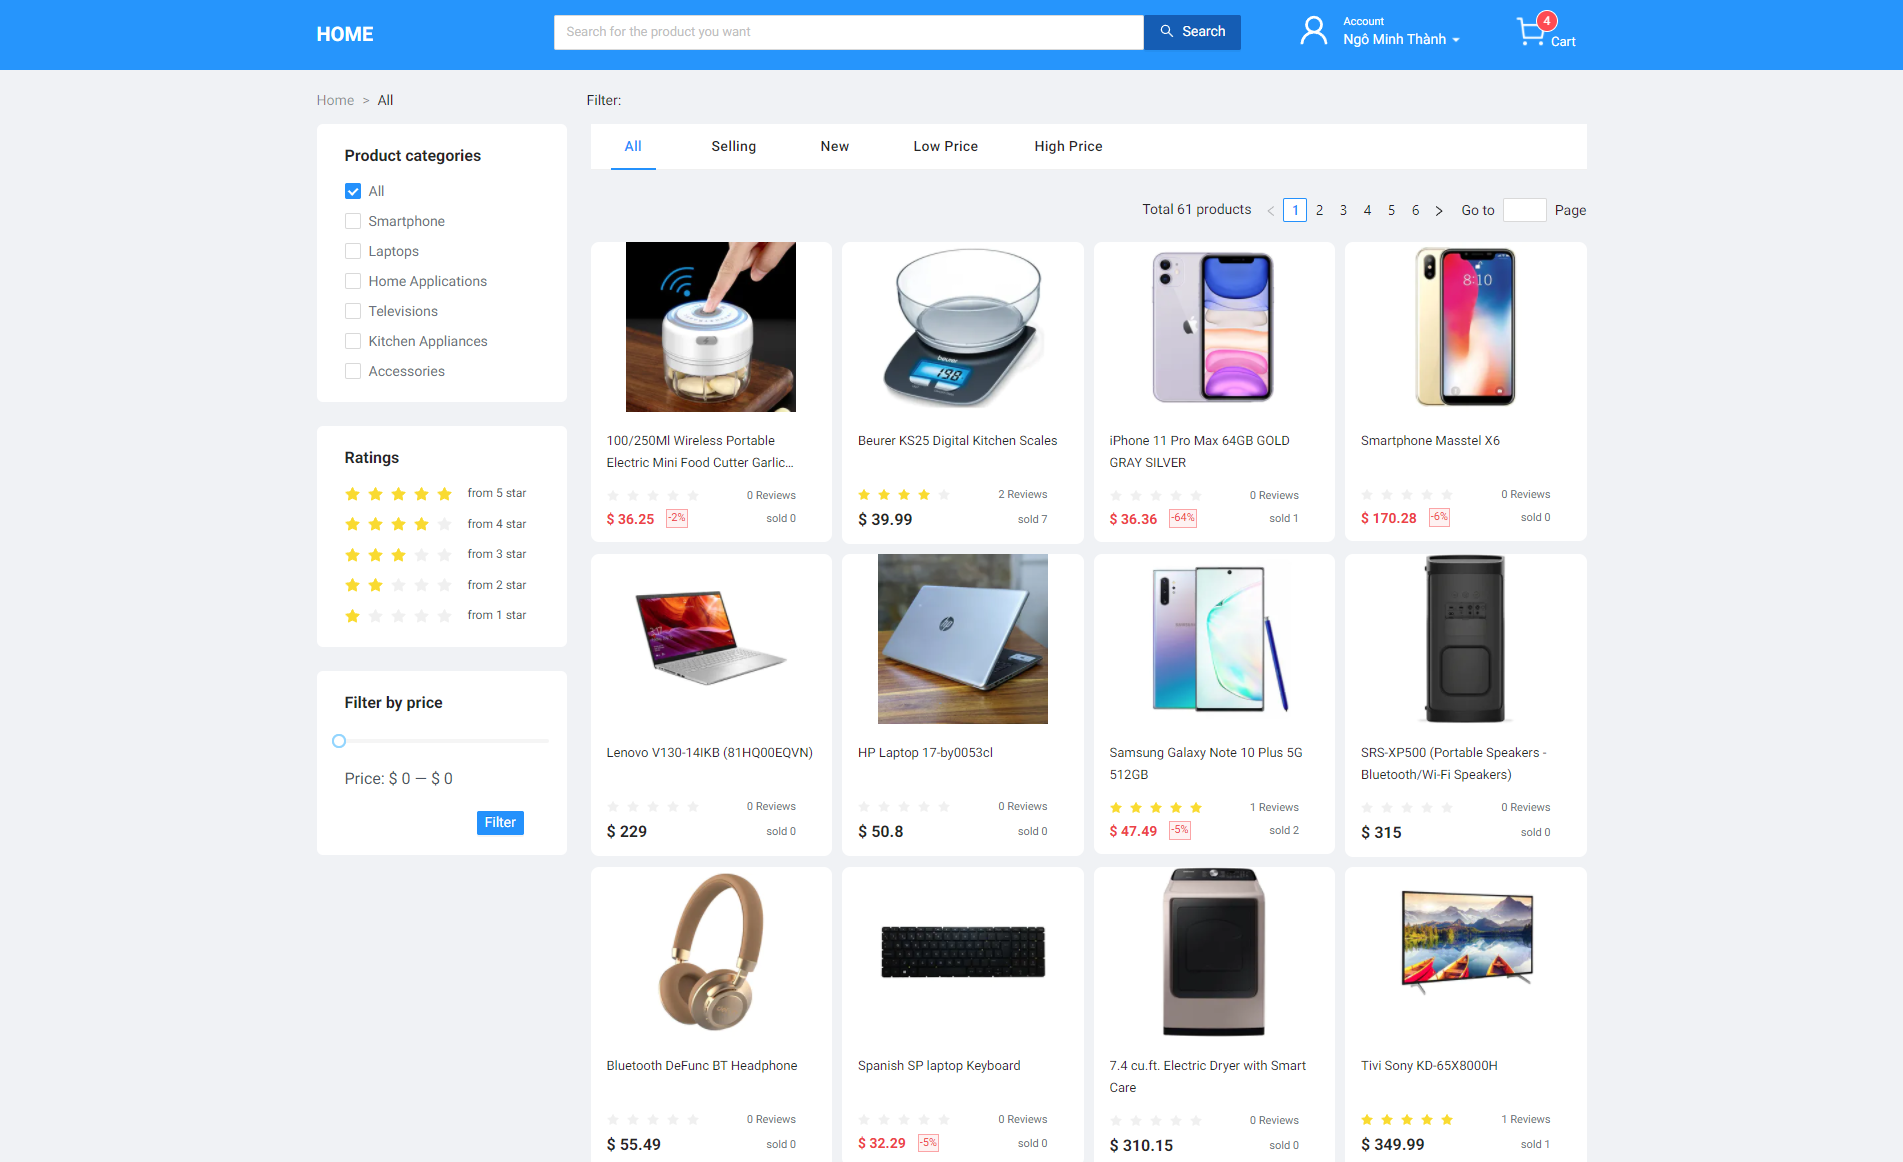 HOME
Search for the product you want
Search
Account
Ngô Minh Thành
4
Cart
Home > All
Filter:
Product categories
All
Smartphone
Laptops
Home Applications
Televisions
Kitchen Appliances
Accessories
Ratings
from 5 star
from 4 star
from 3 star
from 2 star
from 1 star
Filter by price
Price: $ 0 — $ 0
Filter
All Selling New Low Price High Price
Total 61 products < 1 2 3 4 5 6 > Go to Page
100/250Ml Wireless Portable
Electric Mini Food Cutter Garlic...
0 Reviews
$ 36.25 -2% sold 0
beurer
198
Beurer KS25 Digital Kitchen Scales
2 Reviews
$ 39.99 sold 7
iPhone 11 Pro Max 64GB GOLD
GRAY SILVER
0 Reviews
$ 36.36 -64% sold 1
8:10
Smartphone Masstel X6
0 Reviews
$ 170.28 -6% sold 0
Lenovo V130-14IKB (81HQ00EQVN)
0 Reviews
$ 229 sold 0
hp
HP Laptop 17-by0053cl
0 Reviews
$ 50.8 sold 0
SAMSUNG
Samsung Galaxy Note 10 Plus 5G
512GB
1 Reviews
$ 47.49 -5% sold 2
SRS-XP500 (Portable Speakers -
Bluetooth/Wi-Fi Speakers)
0 Reviews
$ 315 sold 0
Bluetooth DeFunc BT Headphone
0 Reviews
$ 55.49 sold 0
Spanish SP laptop Keyboard
0 Reviews
$ 32.29 -5% sold 0
7.4 cu.ft. Electric Dryer with Smart
Care
0 Reviews
$ 310.15 sold 0
Tivi Sony KD-65X8000H
1 Reviews
$ 349.99 sold 1